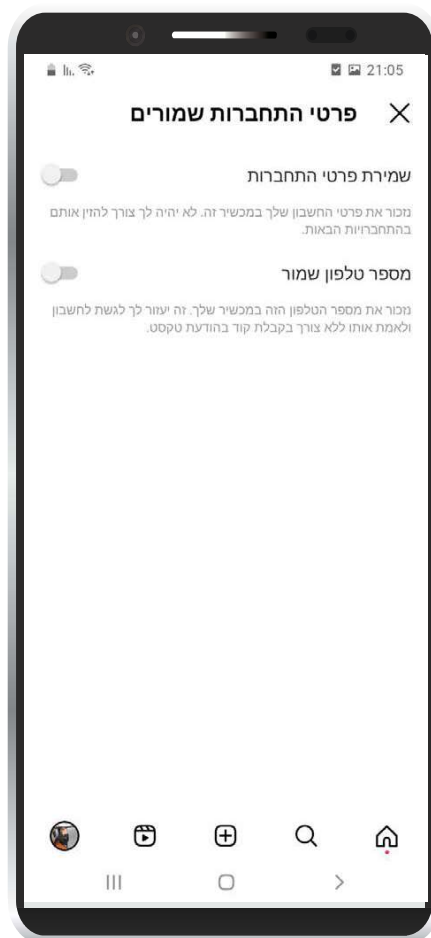 21:05
פרטי התחברות שמורים
שמירת פרטי התחברות
נזכור את פרטי החשבון שלך במכשיר זה. לא יהיה לך צורך להזין אותם
בהתחברויות הבאות.
מספר טלפון שמור
נזכור את מספר הטלפון הזה במכשיר שלך. זה יעזור לך לגשת לחשבון
ולאמת אותו ללא צורך בקבלת קוד בהודעת טקסט.